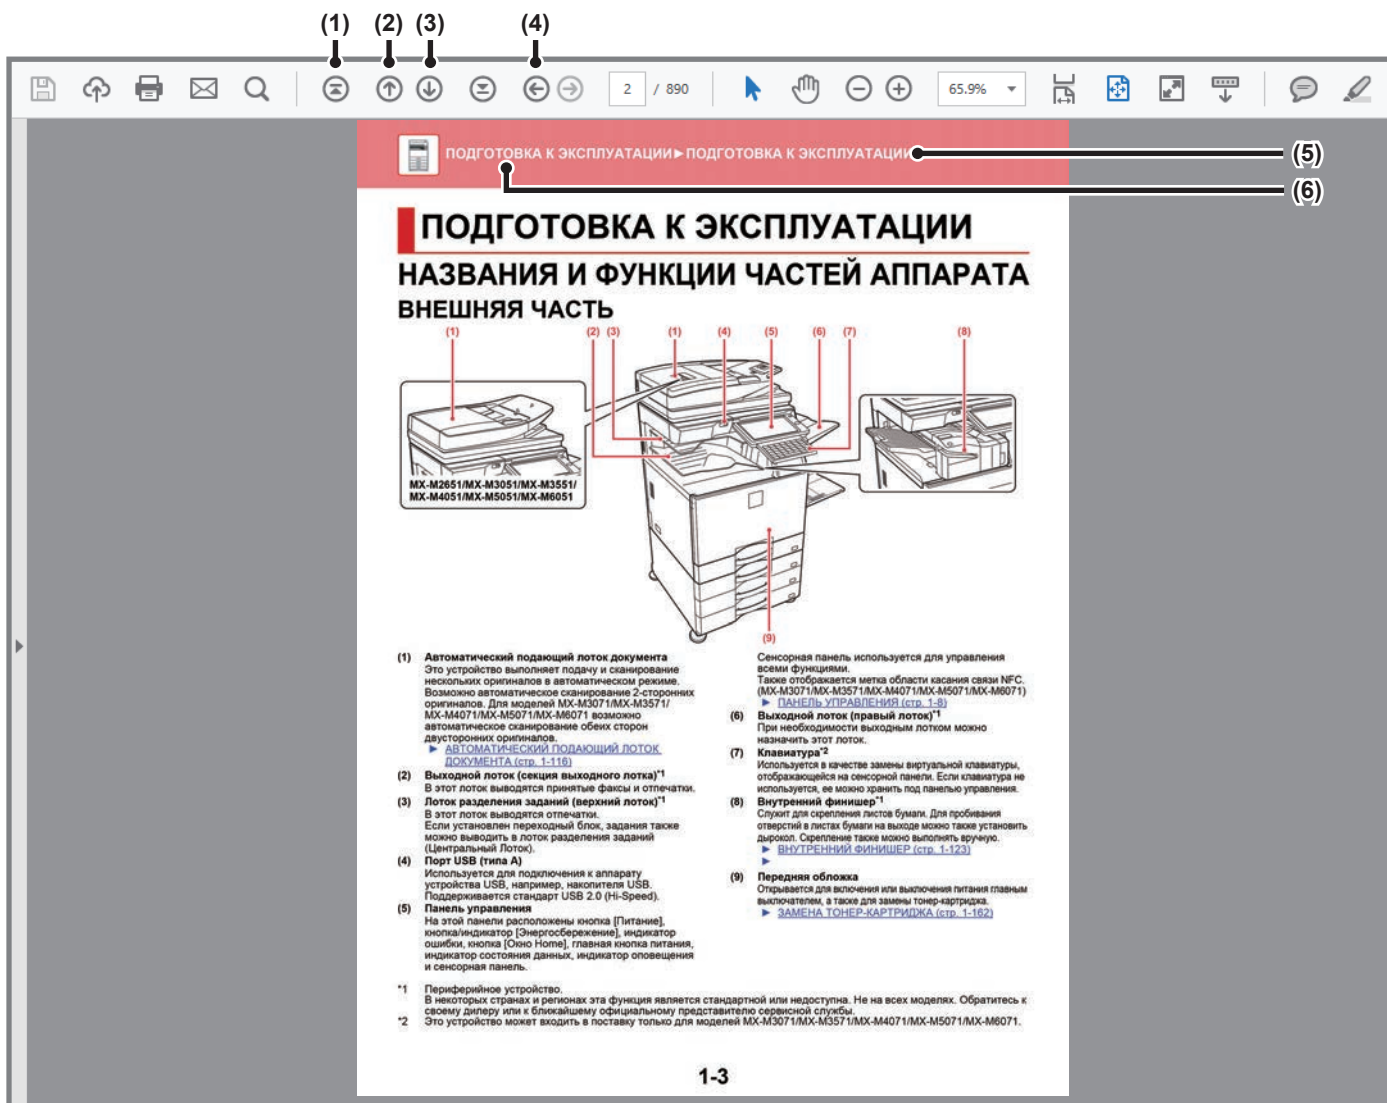 (1) (2) (3) (4)
2 / 890 65.9%
ПОДГОТОВКА К ЭКСПЛУАТАЦИИ►ПОДГОТОВКА К ЭКСПЛУАТАЦИИ
(5)
(6)
ПОДГОТОВКА К ЭКСПЛУАТАЦИИ
НАЗВАНИЯ И ФУНКЦИИ ЧАСТЕЙ АППАРАТА
ВНЕШНЯЯ ЧАСТЬ
(1) (2) (3) (1) (4) (5) (6) (7) (8)
(1)
(4) (5) (6)
(3)
(2)
(7)
(8)
MX-M2651/MX-M3051/MX-M3551/
MX-M4051/MX-M5051/MX-M6051
(9)
(1) Автоматический подающий лоток документа
Это устройство выполняет подачу и сканирование
нескольких оригиналов в автоматическом режиме.
Возможно автоматическое сканирование 2-сторонних
оригиналов. Для моделей MX-M3071/MX-M3571/
MX-M4071/MX-M5071/MX-M6071 возможно
автоматическое сканирование обеих сторон
двусторонних оригиналов.
► АВТОМАТИЧЕСКИЙ ПОДАЮЩИЙ ЛОТОК
ДОКУМЕНТА (стр. 1-116)
(2) Выходной лоток (секция выходного лотка)*1
В этот лоток выводятся принятые факсы и отпечатки.
(3) Лоток разделения заданий (верхний лоток)*1
В этот лоток выводятся отпечатки.
Если установлен переходный блок, задания также
можно выводить в лоток разделения заданий
(Центральный Лоток).
(4) Порт USB (типа A)
Используется для подключения к аппарату
устройства USB, например, накопителя USB.
Поддерживается стандарт USB 2.0 (Hi-Speed).
(5) Панель управления
На этой панели расположены кнопка [Питание],
кнопка/индикатор [Энергосбережение], индикатор
ошибки, кнопка [Окно Home], главная кнопка питания,
индикатор состояния данных, индикатор оповещения
и сенсорная панель.
Сенсорная панель используется для управления
всеми функциями.
Также отображается метка области касания связи NFC.
(MX-M3071/MX-M3571/MX-M4071/MX-M5071/MX-M6071)
► ПАНЕЛЬ УПРАВЛЕНИЯ (стр. 1-8)
(6) Выходной лоток (правый лоток)*1
При необходимости выходным лотком можно
назначить этот лоток.
(7) Клавиатура*2
Используется в качестве замены виртуальной клавиатуры,
отображающейся на сенсорной панели. Если клавиатура не
используется, ее можно хранить под панелью управления.
(8) Внутренний финишер*1
Служит для скрепления листов бумаги. Для пробивания
отверстий в листах бумаги на выходе можно также установить
дырокол. Скрепление также можно выполнять вручную.
► ВНУТРЕННИЙ ФИНИШЕР (стр. 1-123)
►
(9) Передняя обложка
Открывается для включения или выключения питания главным
выключателем, а также для замены тонер-картриджа.
► ЗАМЕНА ТОНЕР-КАРТРИДЖА (стр. 1-162)
*1 Периферийное устройство.
В некоторых странах и регионах эта функция является стандартной или недоступна. Не на всех моделях. Обратитесь к
своему дилеру или к ближайшему официальному представителю сервисной службы.
*2 Это устройство может входить в поставку только для моделей MX-M3071/MX-M3571/MX-M4071/MX-M5071/MX-M6071.
1-3